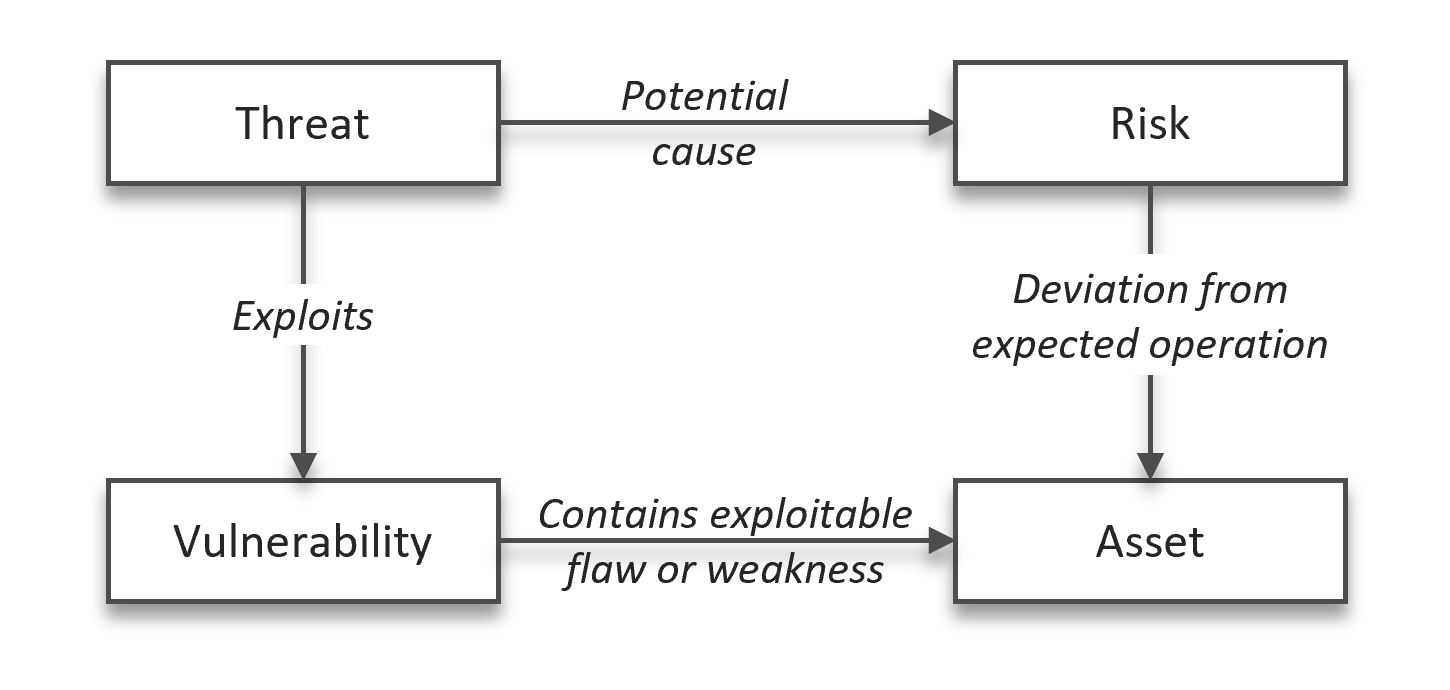 Threat
Potential
cause
Risk
Exploits
Deviation from
expected operation
Vulnerability
Contains exploitable
flaw or weakness
Asset